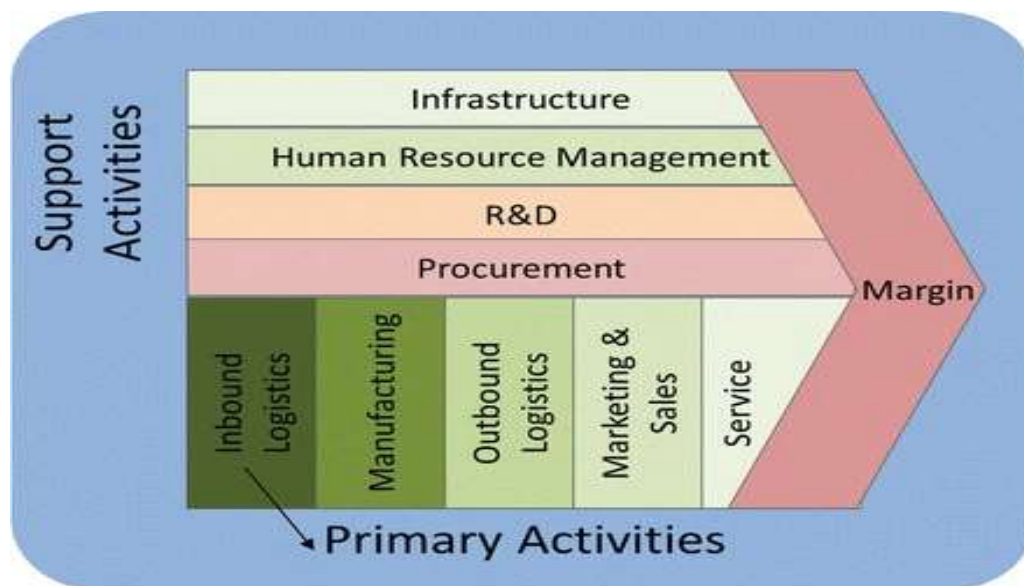 Support
Activities
Infrastructure
Human Resource Management
R&D
Procurement
Margin
Inbound
Logistics
Manufacturing
Outbound
Logistics
Marketing &
Sales
Service
Primary Activities